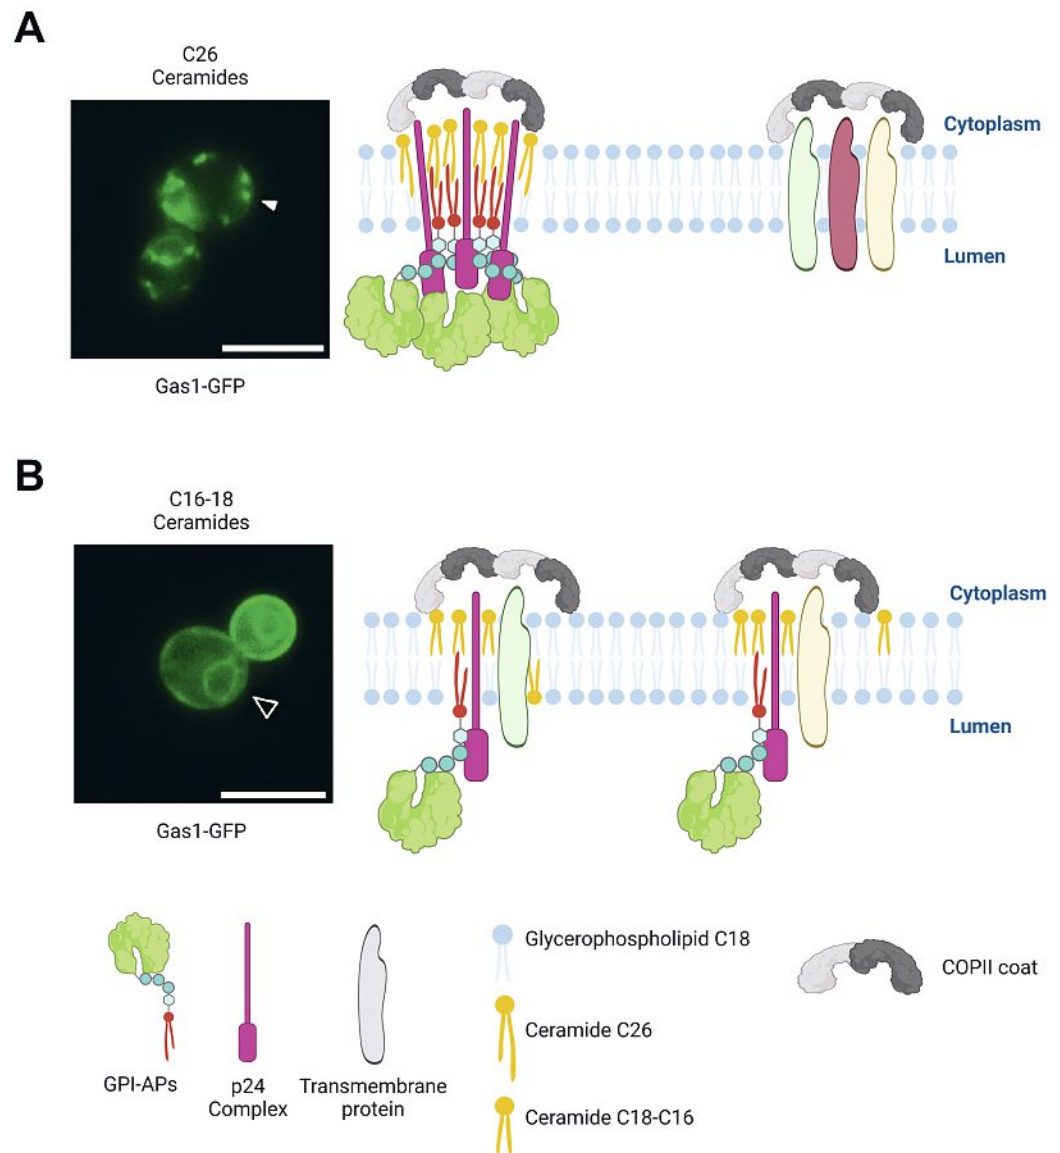 A
C26
Ceramides
Gas1-GFP
Cytoplasm
Lumen
B
C16-18
Ceramides
Gas1-GFP
Cytoplasm
Lumen
GPI-APs
p24
Complex
Transmembrane
protein
Glycerophospholipid C18
Ceramide C26
Ceramide C18-C16
COPII coat